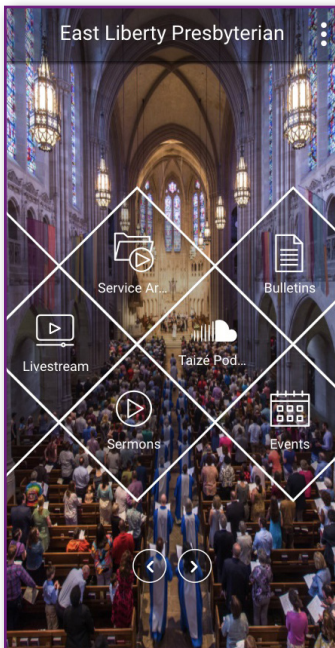 East Liberty Presbyterian
Service Ar...
Bulletins
Livestream
Taizé Pod...
Sermons
Events